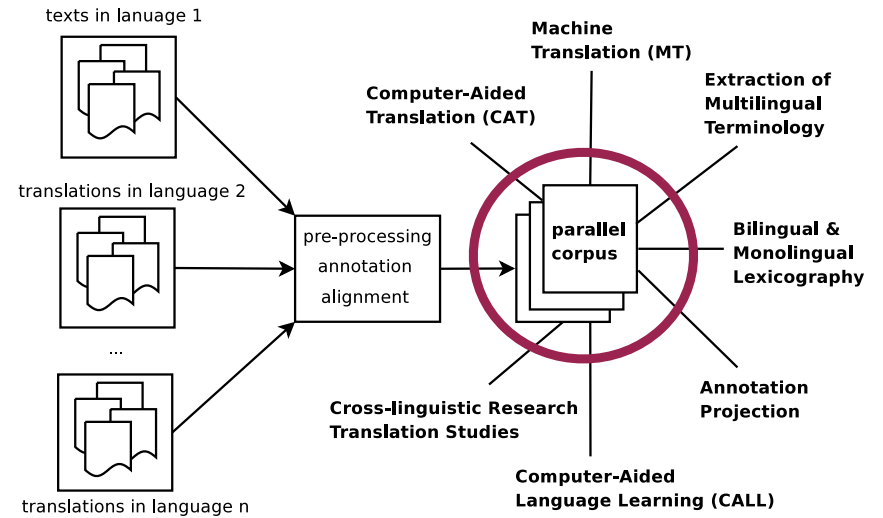 texts in lanuage 1
translations in language 2
...
translations in language n
pre-processing
annotation
alignment
parallel
corpus
Computer-Aided
Translation (CAT)
Machine
Translation (MT)
Extraction of
Multilingual
Terminology
Bilingual &
Monolingual
Lexicography
Annotation
Projection
Computer-Aided
Language Learning (CALL)
Cross-linguistic Research
Translation Studies